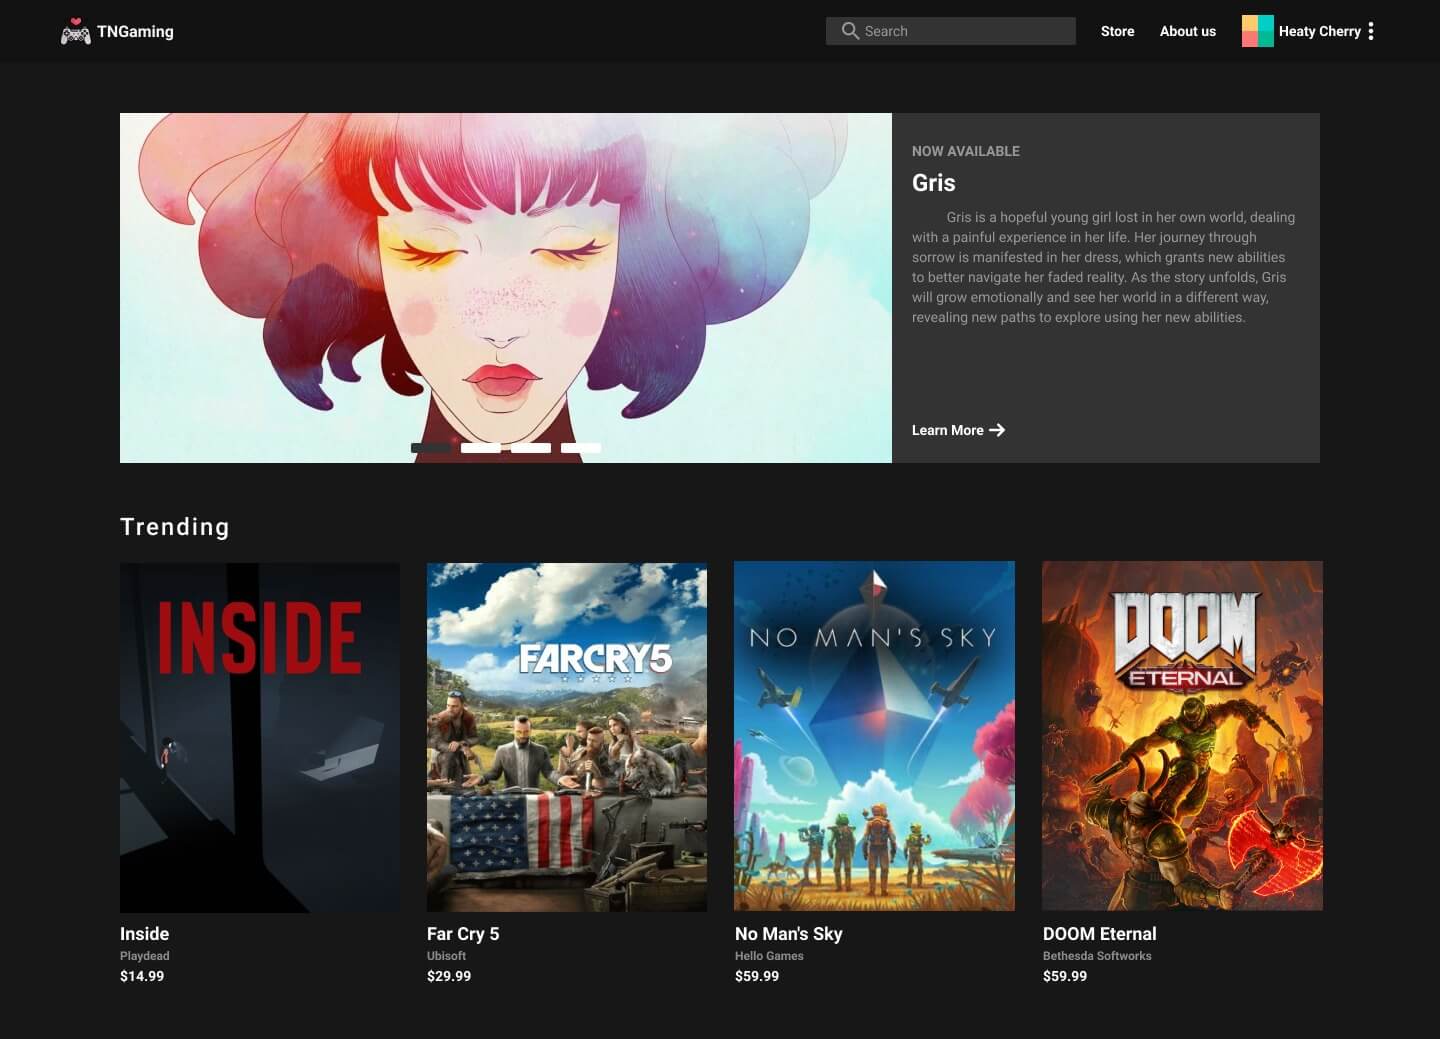 TNGaming
Search
Store
About us
Heaty Cherry
NOW AVAILABLE
Gris
Gris is a hopeful young girl lost in her own world, dealing
with a painful experience in her life. Her journey through
sorrow is manifested in her dress, which grants new abilities
to better navigate her faded reality. As the story unfolds, Gris
will grow emotionally and see her world in a different way,
revealing new paths to explore using her new abilities.
Learn More
Trending
INSIDE
FARCRY5
NO MAN'S SKY
DOOM
ETERNAL
Inside
Playdead
$14.99
Far Cry 5
Ubisoft
$29.99
No Man's Sky
Hello Games
$59.99
DOOM Eternal
Bethesda Softworks
$59.99